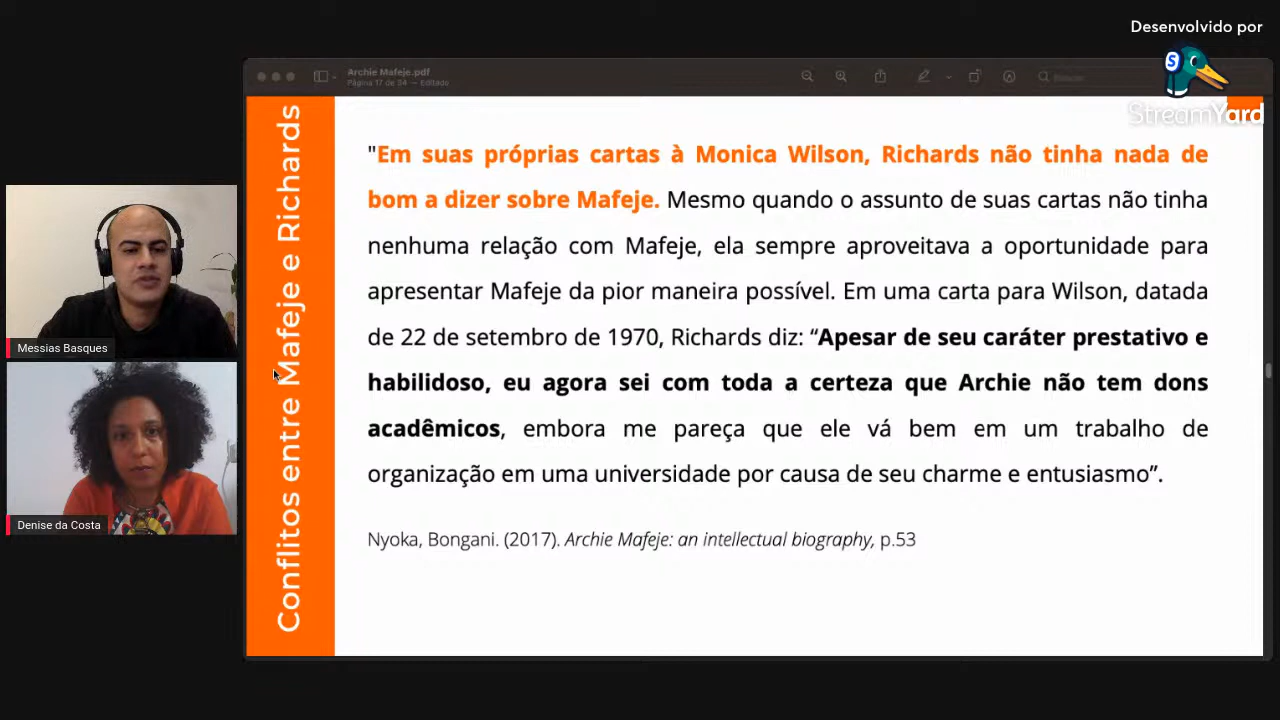 Desenvolvido por
StreamYard
Archie Mafeje.pdf
Página 17 de 34 — Editado
Buscar
Conflitos entre Mafeje e Richards
"Em suas próprias cartas à Monica Wilson, Richards não tinha nada de
bom a dizer sobre Mafeje. Mesmo quando o assunto de suas cartas não tinha
nenhuma relação com Mafeje, ela sempre aproveitava a oportunidade para
apresentar Mafeje da pior maneira possível. Em uma carta para Wilson, datada
de 22 de setembro de 1970, Richards diz: “Apesar de seu caráter prestativo e
habilidoso, eu agora sei com toda a certeza que Archie não tem dons
acadêmicos, embora me pareça que ele vá bem em um trabalho de
organização em uma universidade por causa de seu charme e entusiasmo”.
Nyoka, Bongani. (2017). Archie Mafeje: an intellectual biography, p.53
Messias Basques
Denise da Costa